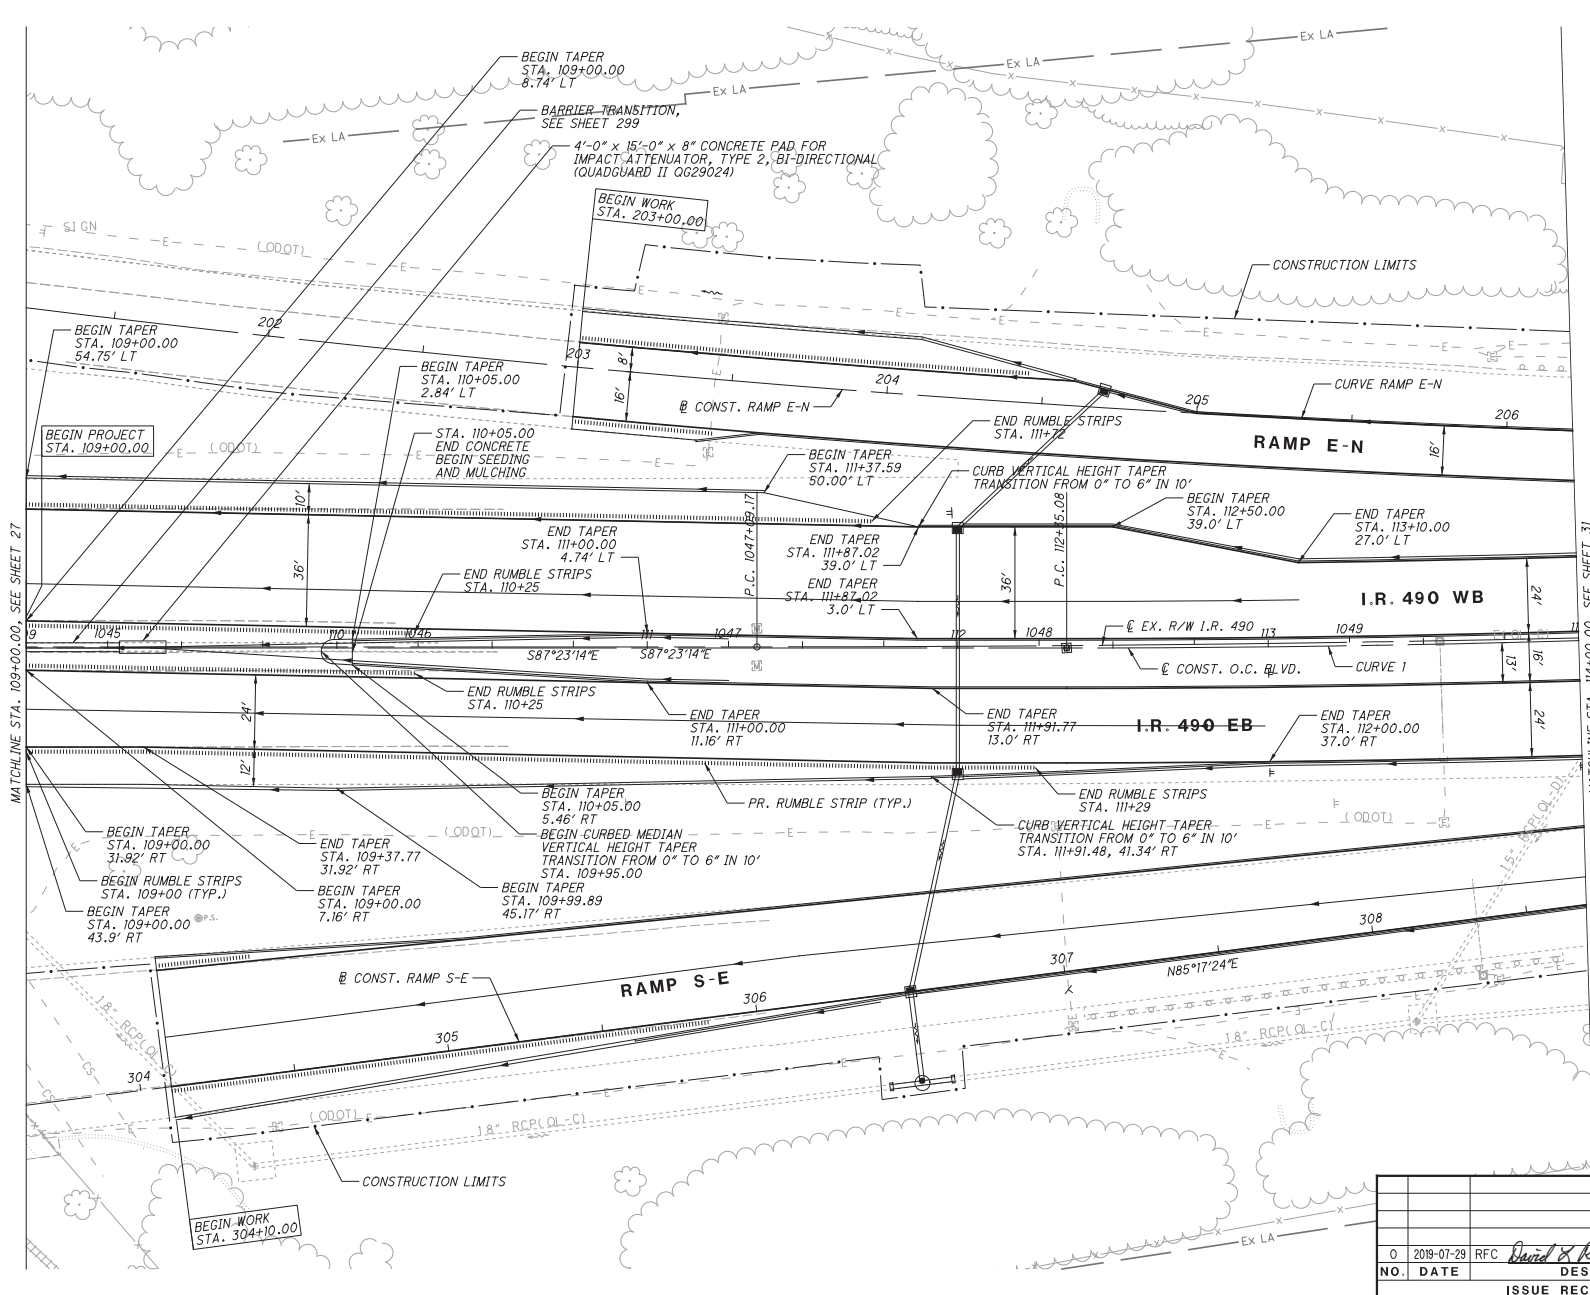 BEGIN TAPER
STA. 109+00.00
8.74' LT
BARRIER TRANSITION,
SEE SHEET 299
4'-0" x 15'-0" x 8" CONCRETE PAD FOR
IMPACT ATTENUATOR, TYPE 2, BI-DIRECTIONAL
(QUADGUARD II QG29024)
Ex LA
Ex LA
Ex LA
Ex LA
BEGIN WORK
STA. 203+00.00
SIGN
E
(ODOT)
CONSTRUCTION LIMITS
BEGIN TAPER
STA. 109+00.00
54.75' LT
202
203
204
205
206
8'
16'
BEGIN TAPER
STA. 110+05.00
2.84' LT
℄ CONST. RAMP E-N
CURVE RAMP E-N
RAMP E-N
16'
BEGIN PROJECT
STA. 109+00.00
(ODOT)
STA. 110+05.00
END CONCRETE
BEGIN SEEDING
AND MULCHING
END RUMBLE STRIPS
STA. 111+72
BEGIN TAPER
STA. 111+37.59
50.00' LT
CURB VERTICAL HEIGHT TAPER
TRANSITION FROM 0" TO 6" IN 10'
BEGIN TAPER
STA. 112+50.00
39.0' LT
END TAPER
STA. 113+10.00
27.0' LT
10'
36'
END TAPER
STA. 111+00.00
4.74' LT
P.C. 1047+09.17
END TAPER
STA. 111+87.02
39.0' LT
END TAPER
STA. 111+87.02
3.0' LT
36'
P.C. 112+35.08
END RUMBLE STRIPS
STA. 110+25
I.R. 490 WB
24'
MATCHLINE STA. 109+00.00, SEE SHEET 27
MATCHLINE STA. 114+00.00, SEE SHEET 31
1045
110
1046
111
1047
112
1048
113
1049
S87°23'14"E
S87°23'14"E
℄ EX. R/W I.R. 490
℄ CONST. O.C. BLVD.
CURVE 1
13'
16'
END RUMBLE STRIPS
STA. 110+25
24'
END TAPER
STA. 111+00.00
11.16' RT
END TAPER
STA. 111+91.77
13.0' RT
I.R. 490 EB
END TAPER
STA. 112+00.00
37.0' RT
24'
12'
BEGIN TAPER
STA. 110+05.00
5.46' RT
PR. RUMBLE STRIP (TYP.)
END RUMBLE STRIPS
STA. 111+29
(ODOT)
(ODOT)
15" RCP(OL-D)
BEGIN CURBED MEDIAN
VERTICAL HEIGHT TAPER
TRANSITION FROM 0" TO 6" IN 10'
STA. 109+95.00
CURB VERTICAL HEIGHT TAPER
TRANSITION FROM 0" TO 6" IN 10'
STA. 111+91.48, 41.34' RT
BEGIN TAPER
STA. 109+00.00
31.92' RT
END TAPER
STA. 109+37.77
31.92' RT
BEGIN RUMBLE STRIPS
STA. 109+00 (TYP.)
BEGIN TAPER
STA. 109+00.00
7.16' RT
BEGIN TAPER
STA. 109+99.89
45.17' RT
BEGIN TAPER
STA. 109+00.00
43.9' RT
P.S.
℄ CONST. RAMP S-E
RAMP S-E
304
305
306
307
308
N85°17'24"E
CS
CS
(ODOT)
18" RCP(OL-C)
18" RCP(OL-C)
CONSTRUCTION LIMITS
BEGIN WORK
STA. 304+10.00
Ex LA
0 2019-07-29 RFC David L
NO. DATE DES
ISSUE REC